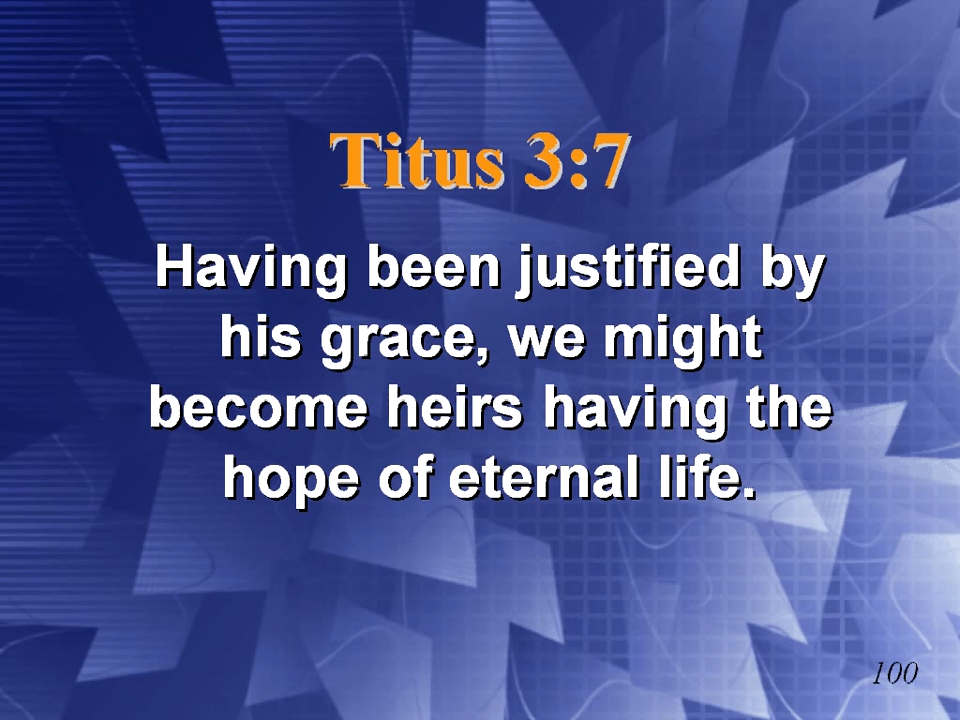 Titus 3:7
Having been justified by
his grace, we might
become heirs having the
hope of eternal life.
100